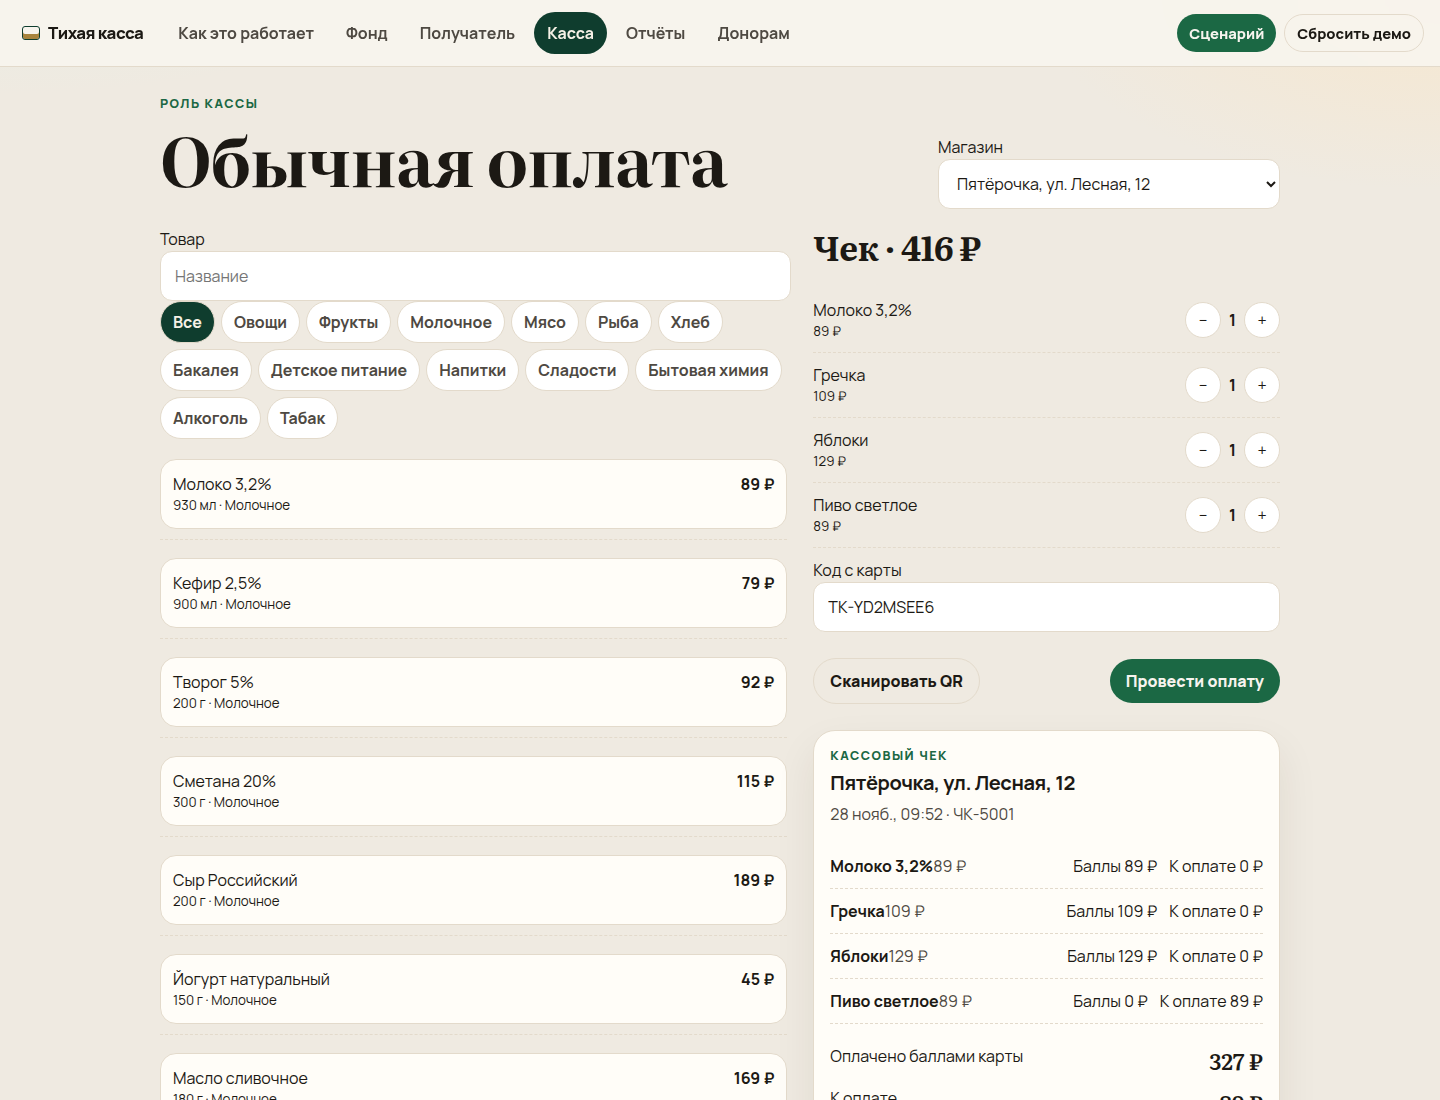 Тихая касса
Как это работает
Фонд
Получатель
Касса
Отчёты
Донорам
Сценарий
Сбросить демо
РОЛЬ КАССЫ
Обычная оплата
Магазин
Пятёрочка, ул. Лесная, 12
Товар
Название
Все
Овощи
Фрукты
Молочное
Мясо
Рыба
Хлеб
Бакалея
Детское питание
Напитки
Сладости
Бытовая химия
Алкоголь
Табак
Молоко 3,2%
89 ₽
930 мл · Молочное
Кефир 2,5%
79 ₽
900 мл · Молочное
Творог 5%
92 ₽
200 г · Молочное
Сметана 20%
115 ₽
300 г · Молочное
Сыр Российский
189 ₽
200 г · Молочное
Йогурт натуральный
45 ₽
150 г · Молочное
Масло сливочное
169 ₽
180 г · Молочное
Чек · 416 ₽
Молоко 3,2%
89 ₽
− 1 +
Гречка
109 ₽
− 1 +
Яблоки
129 ₽
− 1 +
Пиво светлое
89 ₽
− 1 +
Код с карты
TK-YD2MSEE6
Сканировать QR
Провести оплату
КАССОВЫЙ ЧЕК
Пятёрочка, ул. Лесная, 12
28 нояб., 09:52 · ЧК-5001
Молоко 3,2%89 ₽ Баллы 89 ₽ К оплате 0 ₽
Гречка109 ₽ Баллы 109 ₽ К оплате 0 ₽
Яблоки129 ₽ Баллы 129 ₽ К оплате 0 ₽
Пиво светлое89 ₽ Баллы 0 ₽ К оплате 89 ₽
Оплачено баллами карты 327 ₽
К оплате 89 ₽